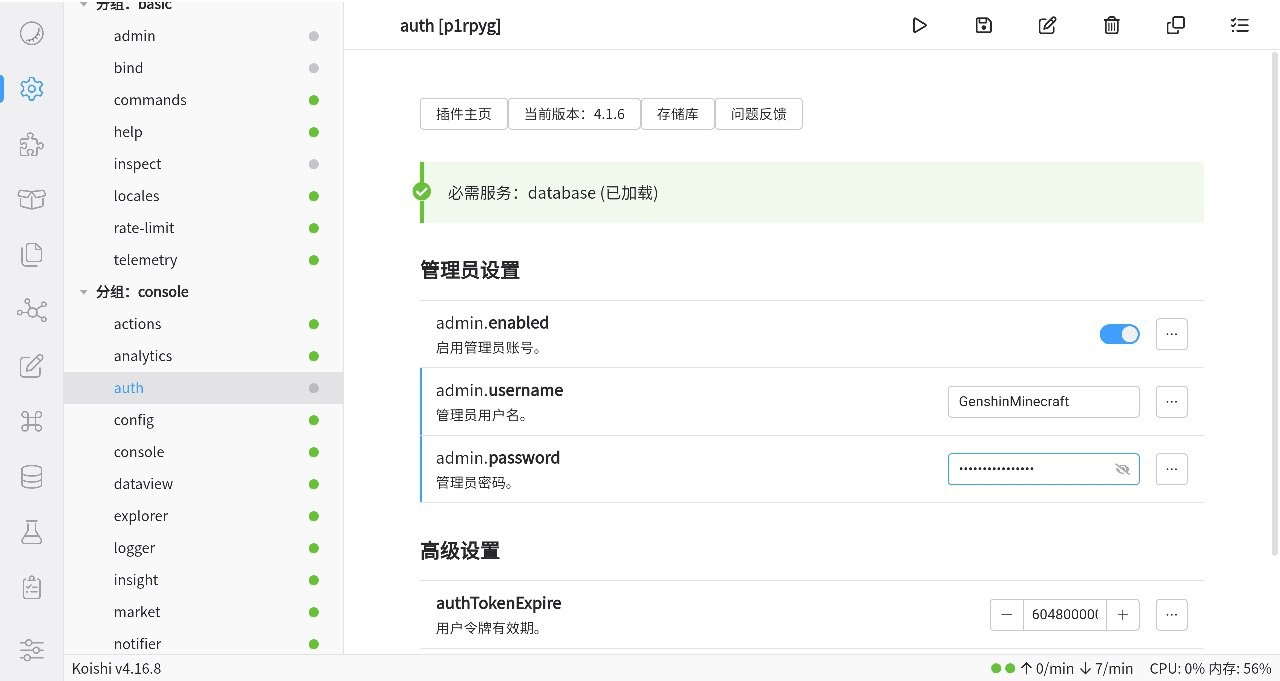 分组：basic
admin
bind
commands
help
inspect
locales
rate-limit
telemetry
分组：console
actions
analytics
auth
config
console
dataview
explorer
logger
insight
market
notifier
auth [p1rpyg]
插件主页 当前版本：4.1.6 存储库 问题反馈
必需服务：database (已加载)
管理员设置
admin.enabled
启用管理员账号。
admin.username
管理员用户名。
GenshinMinecraft
admin.password
管理员密码。
••••••••••••••••
高级设置
authTokenExpire
用户令牌有效期。
60480000
Koishi v4.16.8
↑ 0/min ↓ 7/min CPU: 0% 内存: 56%